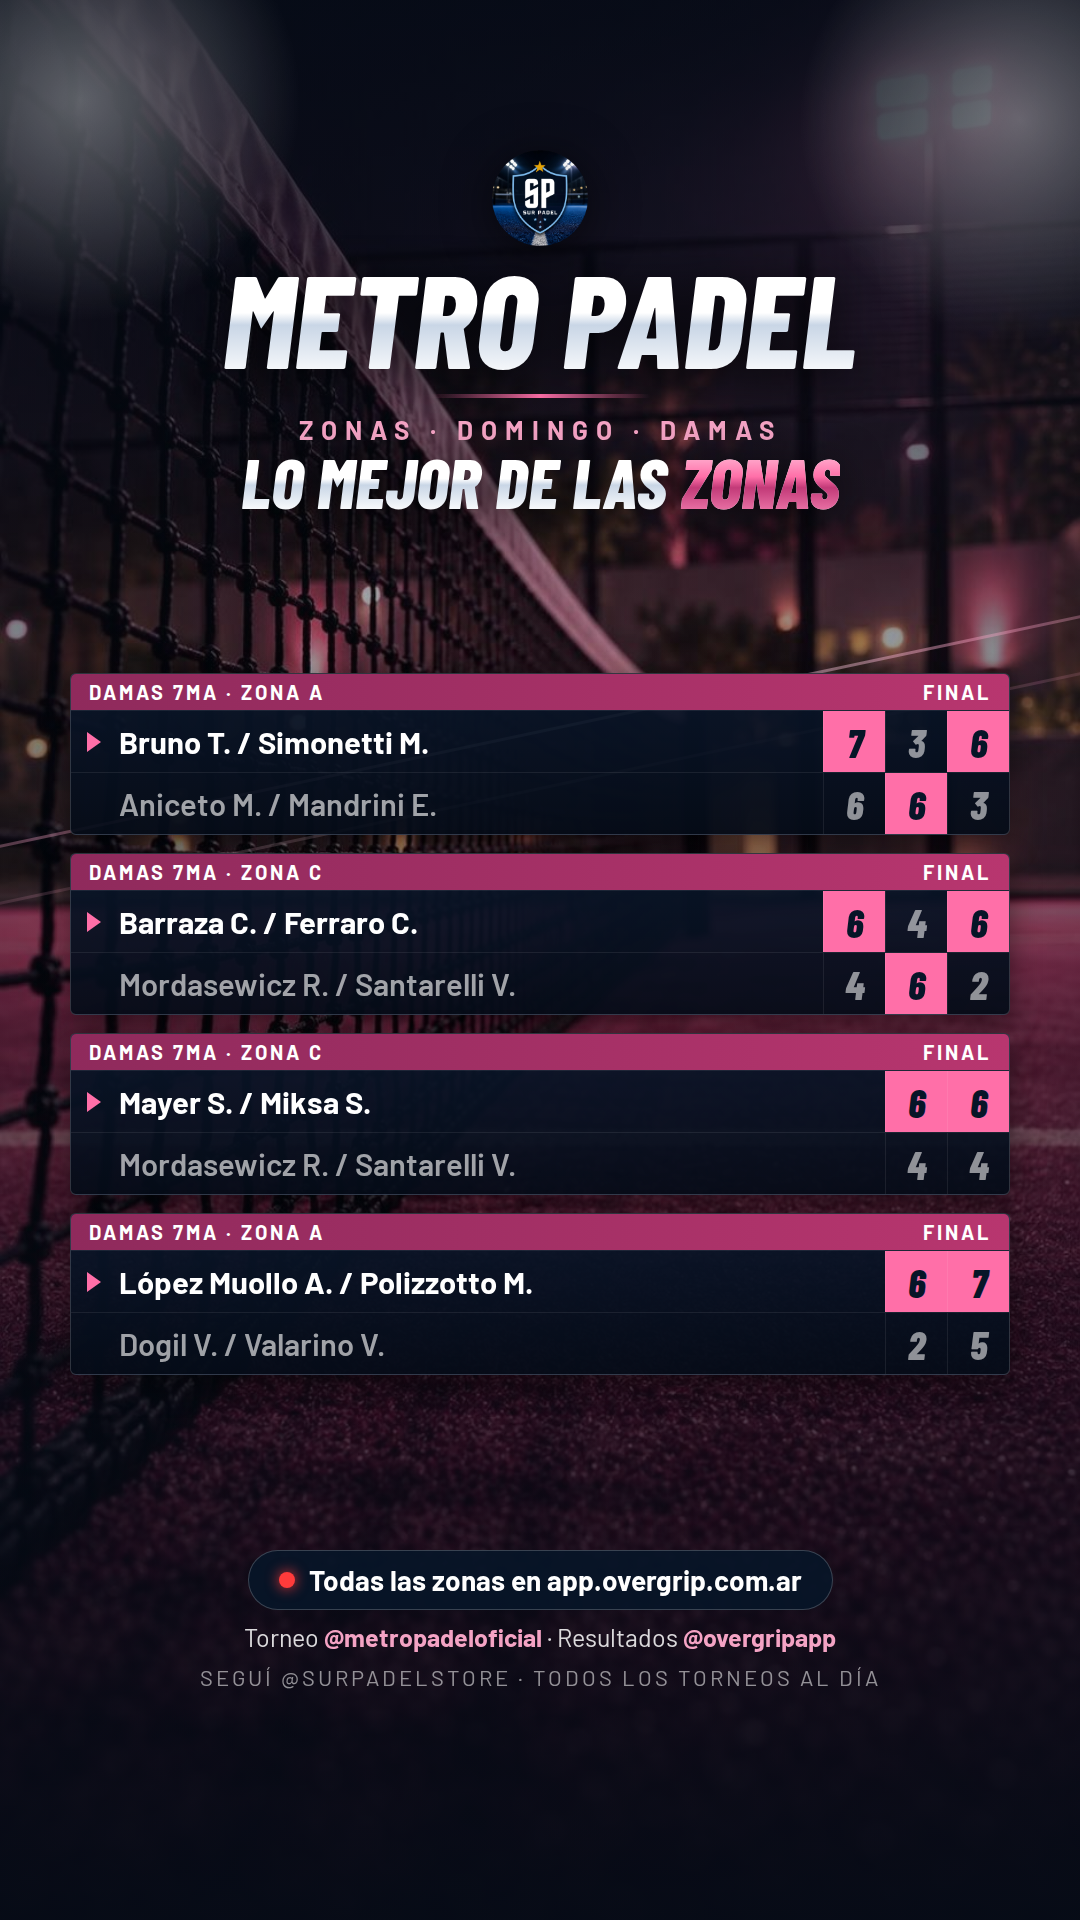 SP
SUR PADEL
METRO PADEL
ZONAS · DOMINGO · DAMAS
LO MEJOR DE LAS ZONAS
DAMAS 7MA · ZONA A FINAL
Bruno T. / Simonetti M. 7 3 6
Aniceto M. / Mandrini E. 6 6 3
DAMAS 7MA · ZONA C FINAL
Barraza C. / Ferraro C. 6 4 6
Mordasewicz R. / Santarelli V. 4 6 2
DAMAS 7MA · ZONA C FINAL
Mayer S. / Miksa S. 6 6
Mordasewicz R. / Santarelli V. 4 4
DAMAS 7MA · ZONA A FINAL
López Muollo A. / Polizzotto M. 6 7
Dogil V. / Valarino V. 2 5
Todas las zonas en app.overgrip.com.ar
Torneo @metropadeloficial · Resultados @overgripapp
SEGUÍ @SURPADELSTORE · TODOS LOS TORNEOS AL DÍA